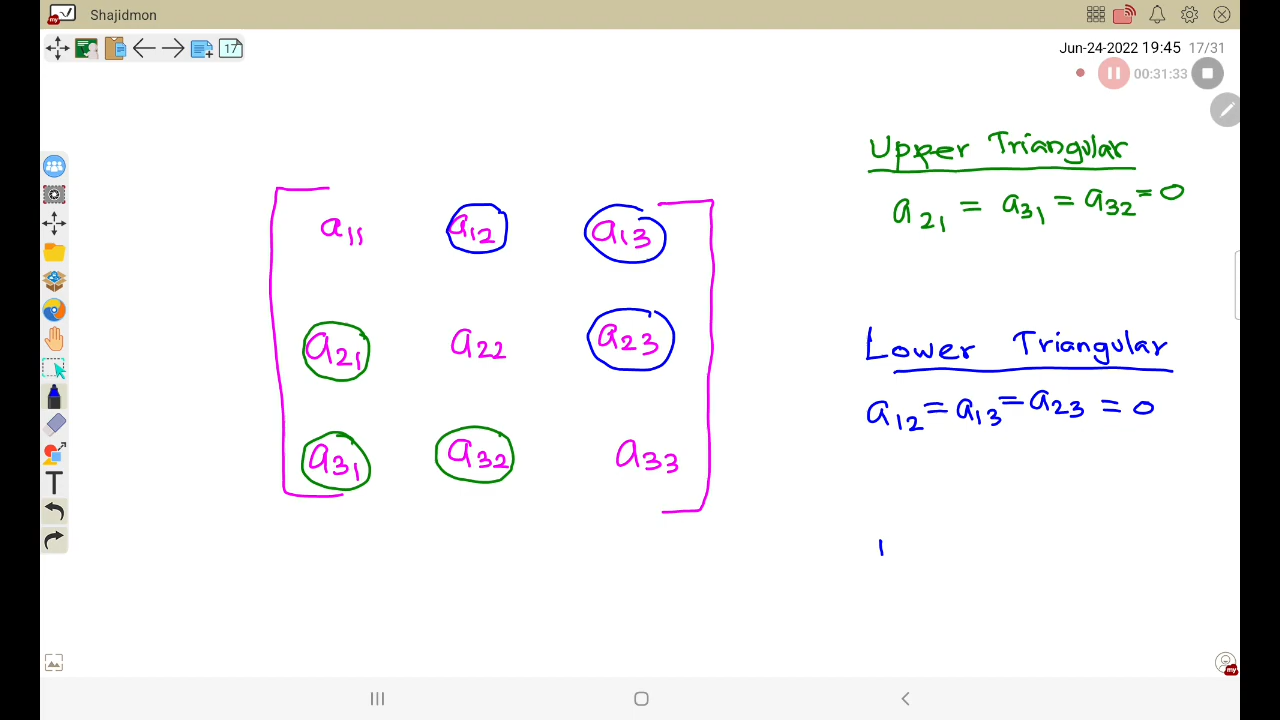 Shajidmon
17
Jun-24-2022 19:45 17/31
00:31:33
Upper Triangular
a₂₁ = a₃₁ = a₃₂ = 0
a₁₁ a₁₂ a₁₃
a₂₁ a₂₂ a₂₃
a₃₁ a₃₂ a₃₃
Lower Triangular
a₁₂ = a₁₃ = a₂₃ = 0
T